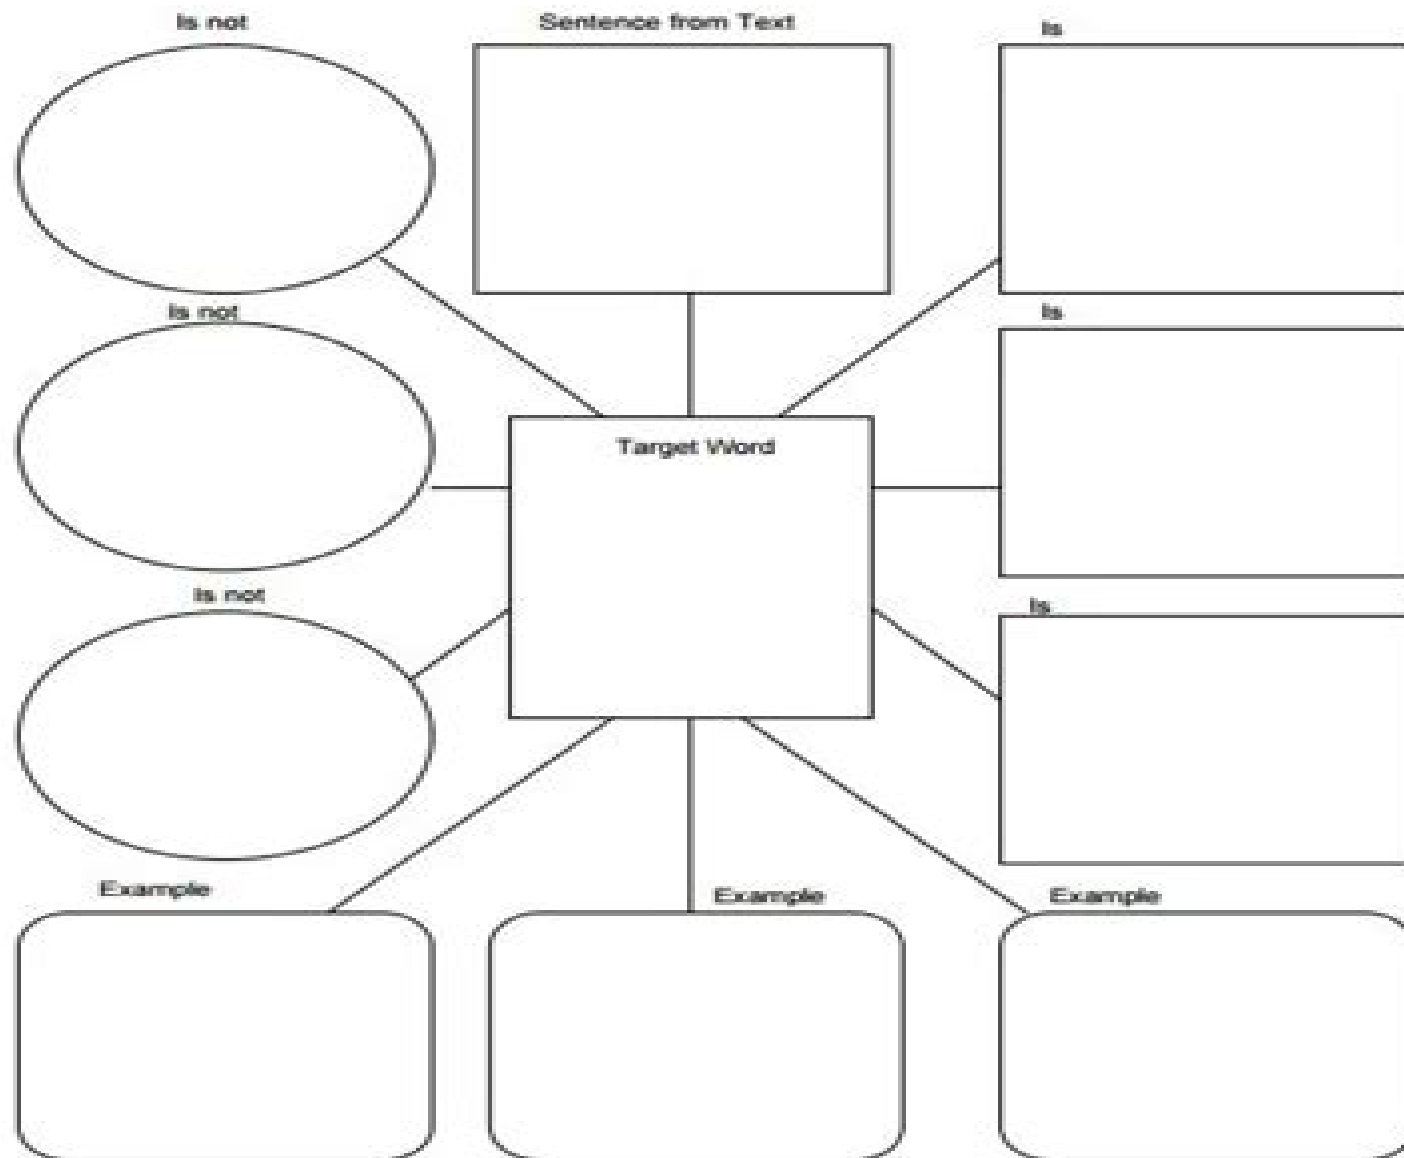 Is not
Sentence from Text
Is
Is not
Is
Target Word
Is not
Is
Example
Example
Example